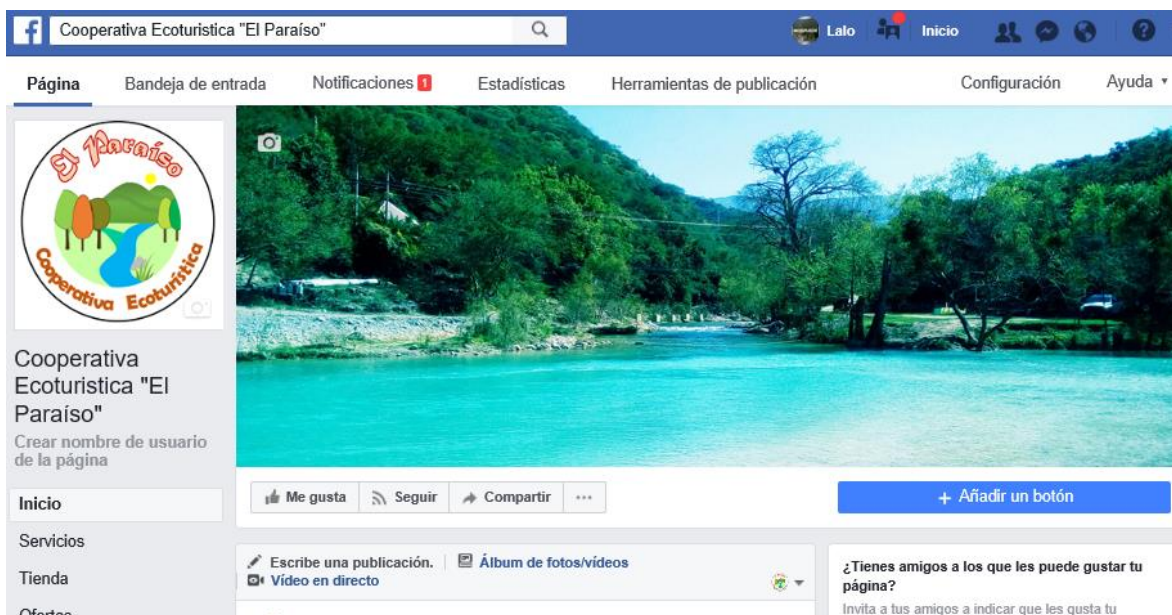 Cooperativa Ecoturistica "El Paraíso"
Lalo
Inicio
Página
Bandeja de entrada
Notificaciones 1
Estadísticas
Herramientas de publicación
Configuración
Ayuda
El Paraíso
Cooperativa Ecoturística
Cooperativa
Ecoturistica "El
Paraíso"
Crear nombre de usuario
de la página
Inicio
Servicios
Tienda
Ofertas
Me gusta
Seguir
Compartir
+ Añadir un botón
Escribe una publicación.
Álbum de fotos/vídeos
Vídeo en directo
¿Tienes amigos a los que les puede gustar tu
página?
Invita a tus amigos a indicar que les gusta tu